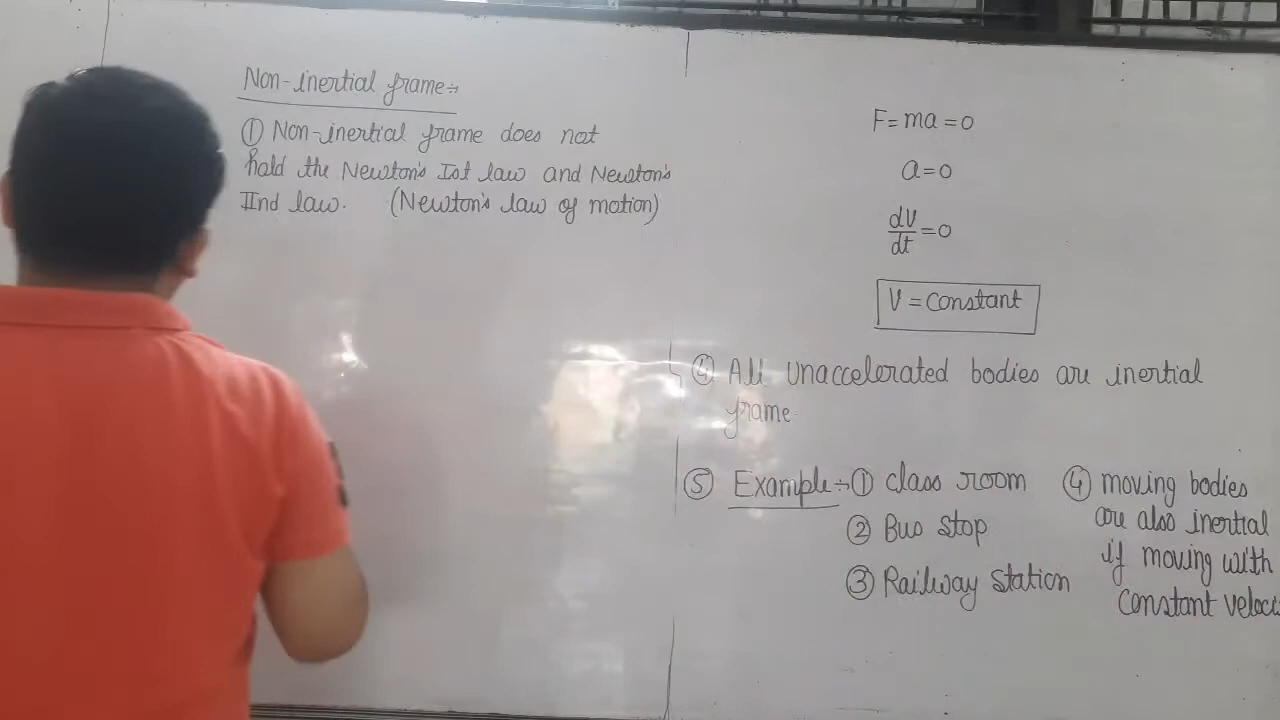 Non-inertial frame:-
① Non-inertial frame does not
hold the Newton's Ist law and Newton's
IInd law. (Newton's law of motion)
F = ma = 0
a = 0
dV/dt = 0
V = Constant
④ All unaccelerated bodies are inertial
frame
⑤ Example:- ① class room
② Bus stop
③ Railway station
④ moving bodies
are also inertial
if moving with
constant veloci